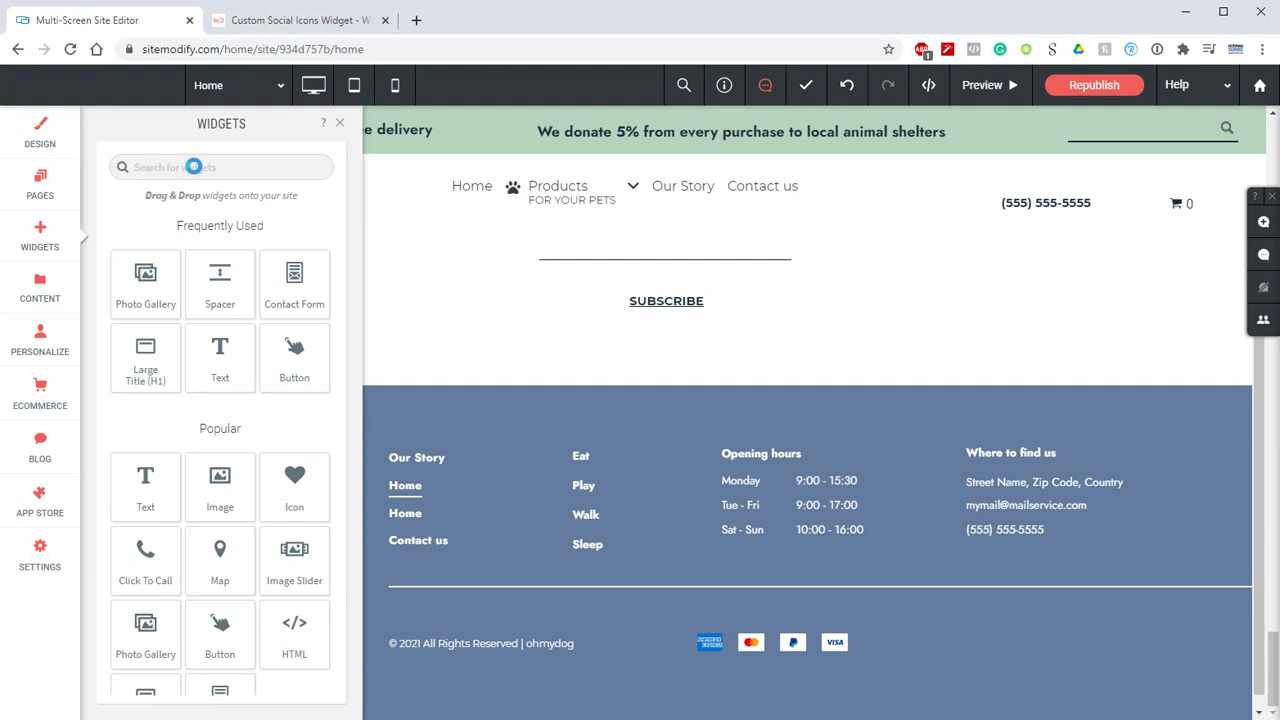 Multi-Screen Site Editor
Custom Social Icons Widget - W
sitemodify.com/home/site/934d757b/home
ABP
1
Home
Preview
Republish
Help
DESIGN
PAGES
WIDGETS
CONTENT
PERSONALIZE
ECOMMERCE
BLOG
APP STORE
SETTINGS
WIDGETS
?
Search for widgets
Drag & Drop widgets onto your site
Frequently Used
Photo Gallery
Spacer
Contact Form
Large Title (H1)
Text
Button
Popular
Text
Image
Icon
Click To Call
Map
Image Slider
Photo Gallery
Button
HTML
ee delivery
We donate 5% from every purchase to local animal shelters
Home
Products
FOR YOUR PETS
Our Story
Contact us
(555) 555-5555
0
SUBSCRIBE
Our Story
Home
Home
Contact us
Eat
Play
Walk
Sleep
Opening hours
Monday 9:00 - 15:30
Tue - Fri 9:00 - 17:00
Sat - Sun 10:00 - 16:00
Where to find us
Street Name, Zip Code, Country
mymail@mailservice.com
(555) 555-5555
© 2021 All Rights Reserved | ohmydog
VISA
?